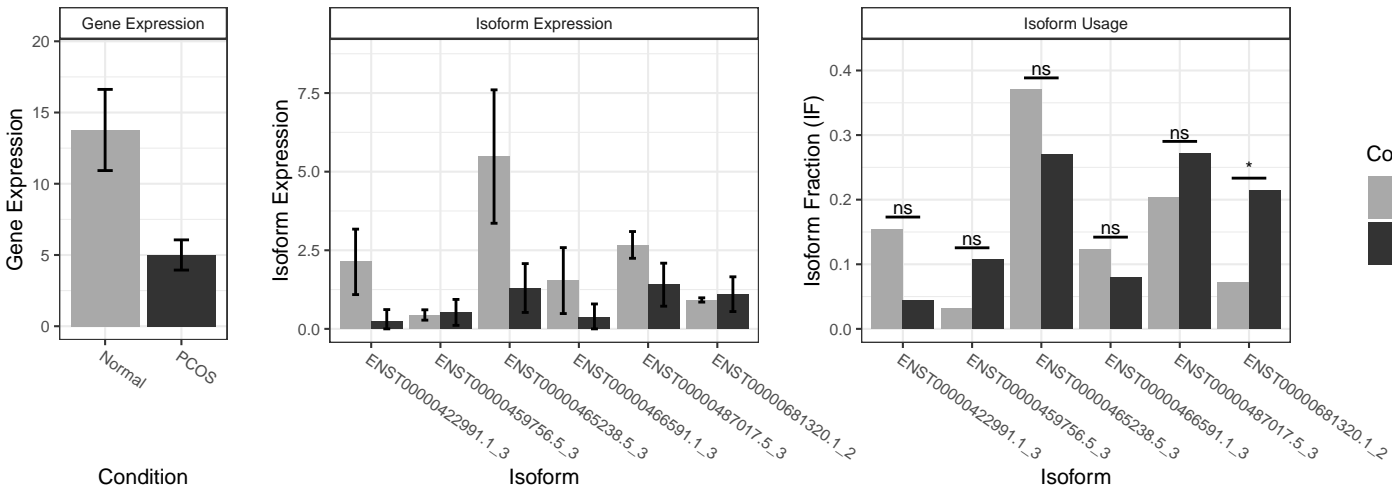 Gene Expression
Isoform Expression
Isoform Usage
Gene Expression
20
15
10
5
0
Normal
PCOS
Condition
Isoform Expression
7.5
5.0
2.5
0.0
ENST00000422991.1_3
ENST00000459756.5_3
ENST00000465238.5_3
ENST00000466591.1_3
ENST00000487017.5_3
ENST00000681320.1_2
Isoform
Isoform Fraction (IF)
0.4
0.3
0.2
0.1
0.0
ns
ns
ns
ns
ns
*
ENST00000422991.1_3
ENST00000459756.5_3
ENST00000465238.5_3
ENST00000466591.1_3
ENST00000487017.5_3
ENST00000681320.1_2
Isoform
Co